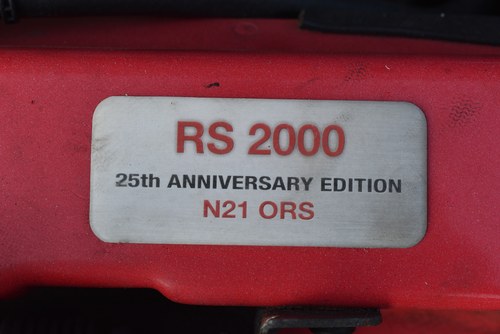 RS 2000
25th ANNIVERSARY EDITION
N21 ORS